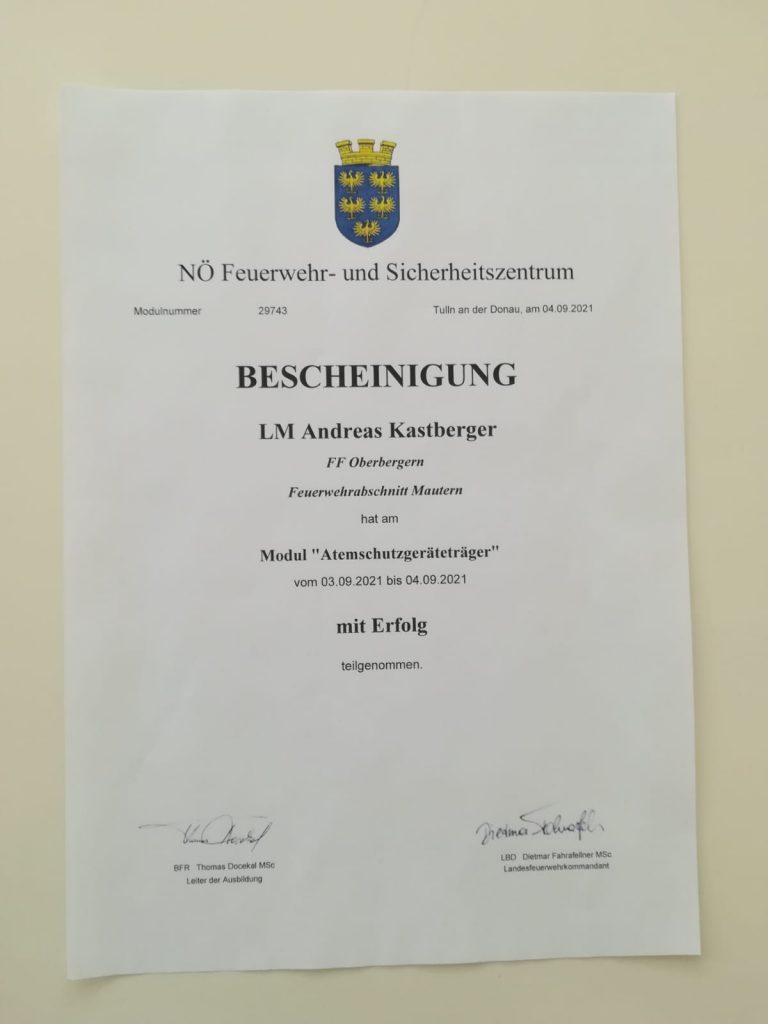 NÖ Feuerwehr- und Sicherheitszentrum
Modulnummer 29743 Tulln an der Donau, am 04.09.2021
BESCHEINIGUNG
LM Andreas Kastberger
FF Oberbergern
Feuerwehrabschnitt Mautern
hat am
Modul "Atemschutzgeräteträger"
vom 03.09.2021 bis 04.09.2021
mit Erfolg
teilgenommen.
BFR Thomas Docekal MSc
Leiter der Ausbildung
LBD Dietmar Fahrafellner MSc
Landesfeuerwehrkommandant